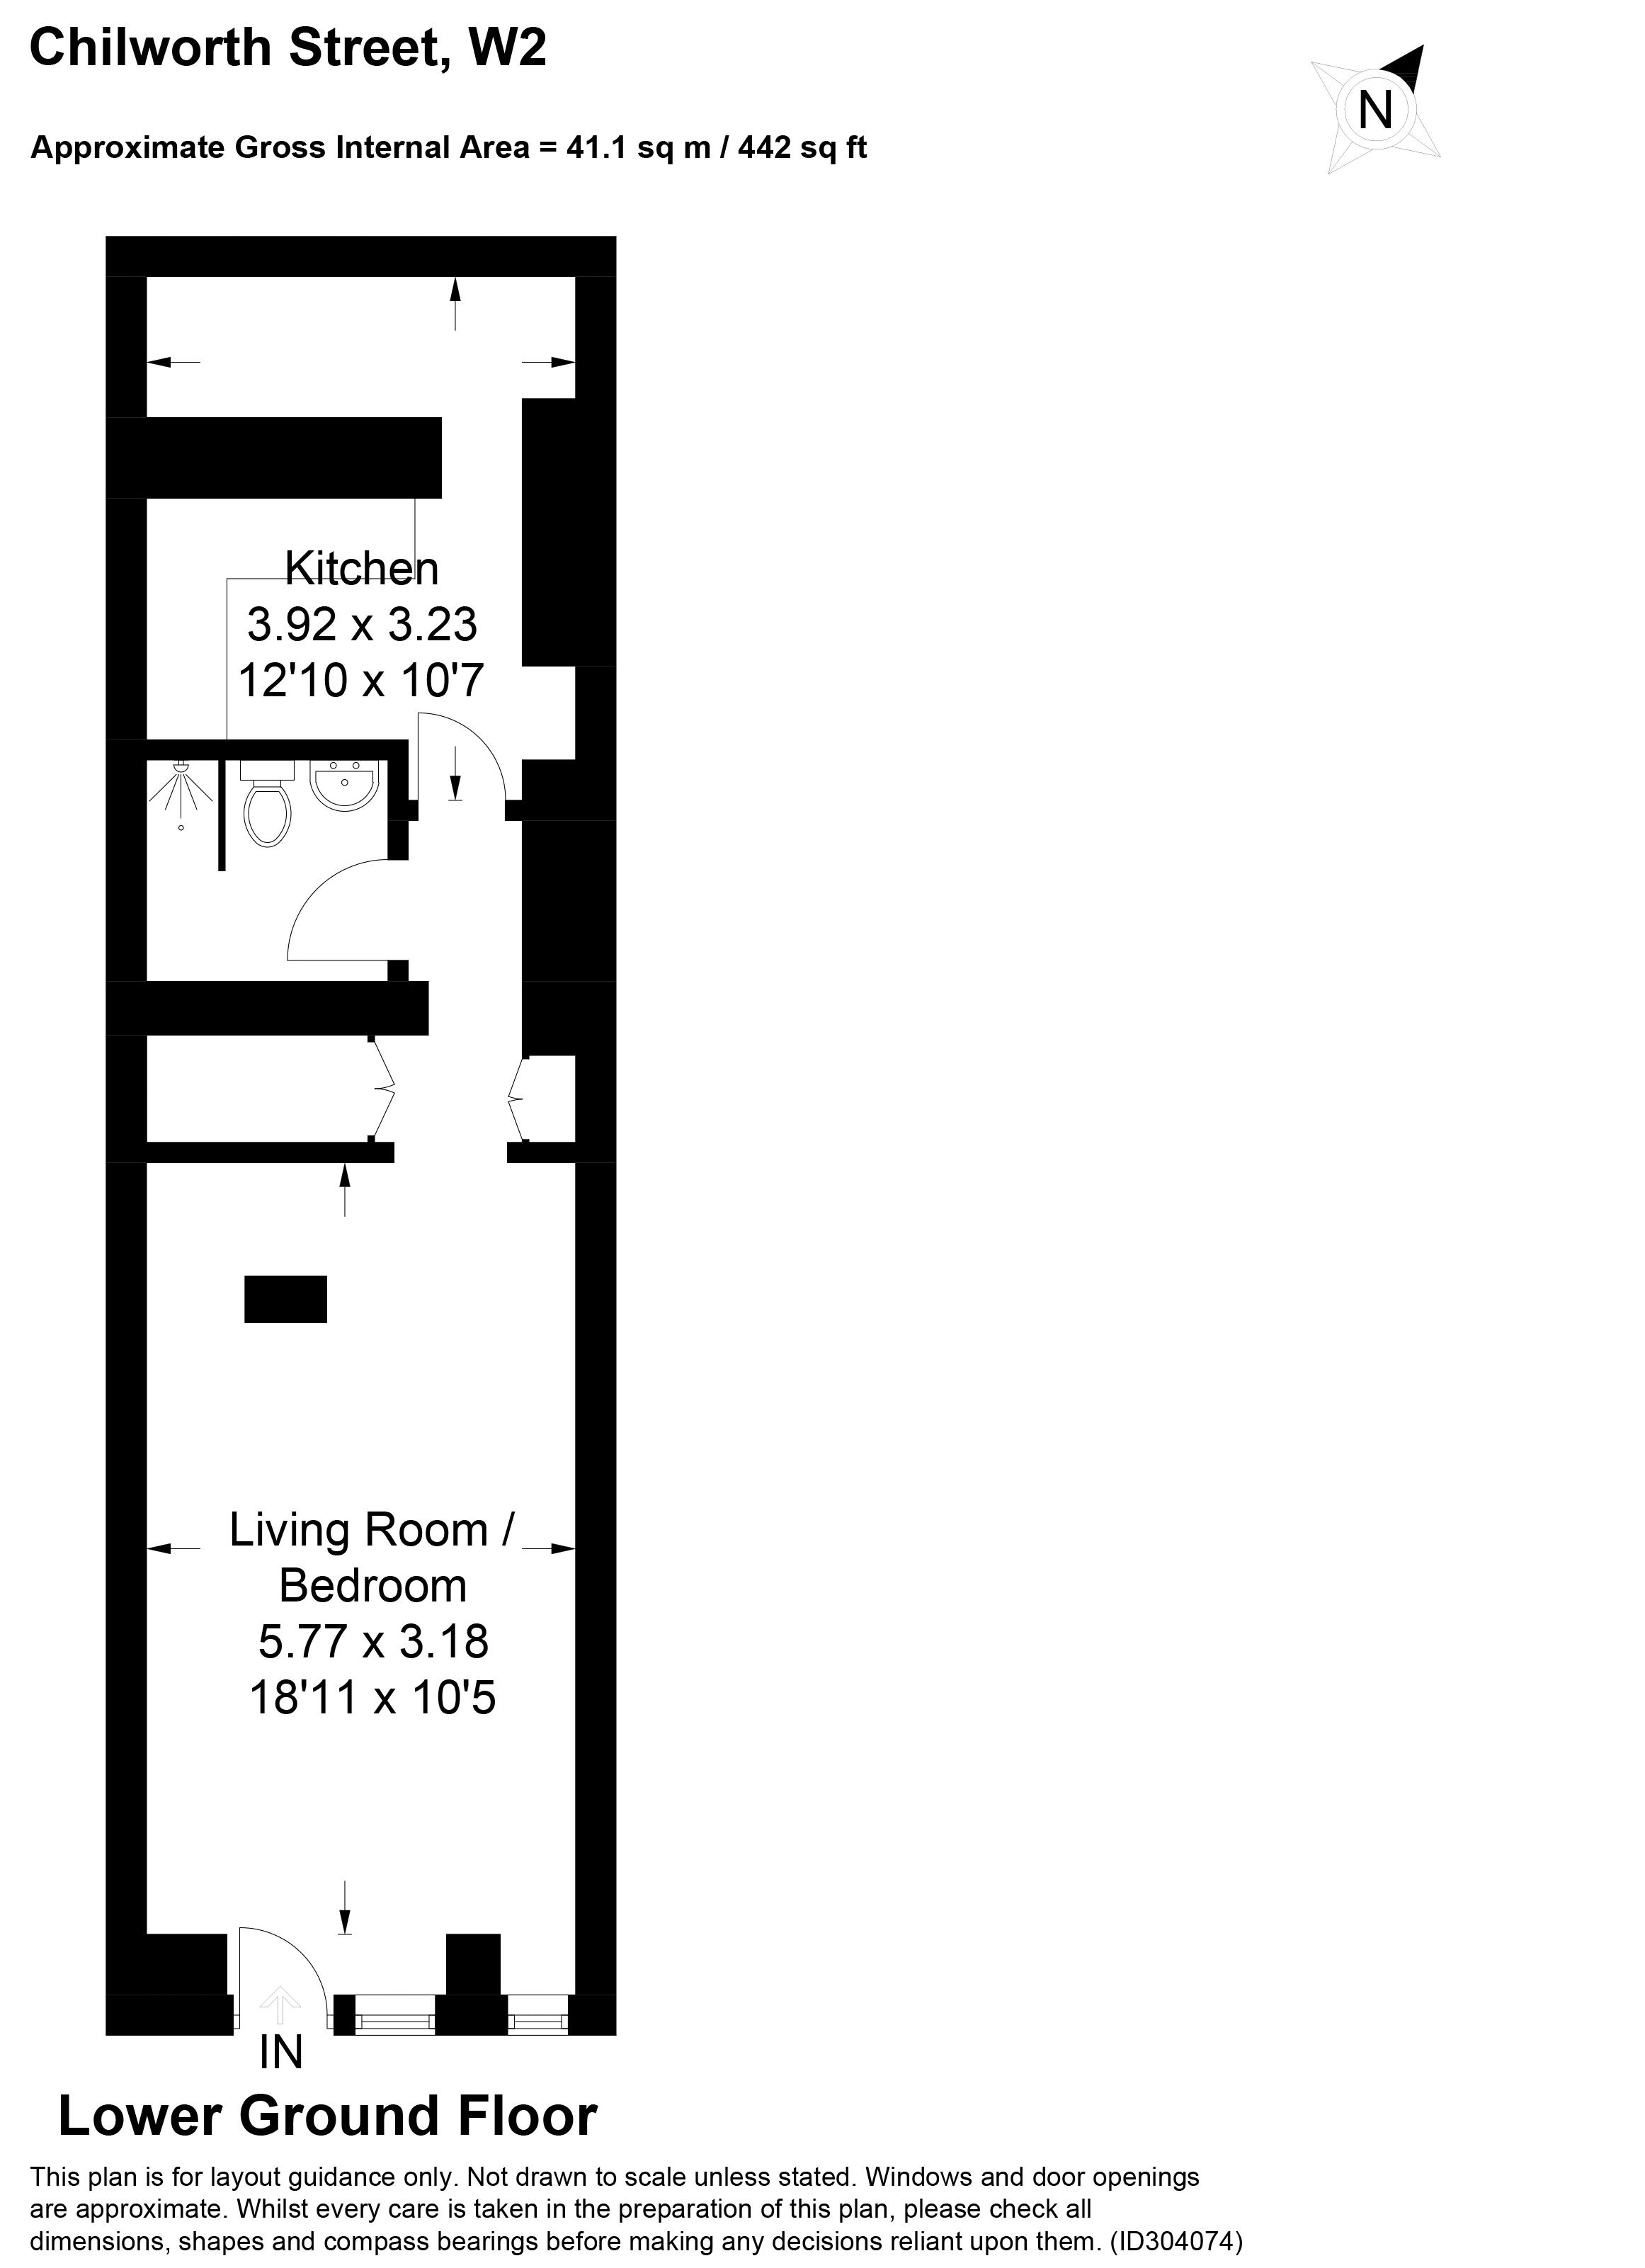 Chilworth Street, W2
N
Approximate Gross Internal Area = 41.1 sq m / 442 sq ft
Kitchen
3.92 x 3.23
12'10 x 10'7
Living Room /
Bedroom
5.77 x 3.18
18'11 x 10'5
IN
Lower Ground Floor
This plan is for layout guidance only. Not drawn to scale unless stated. Windows and door openings
are approximate. Whilst every care is taken in the preparation of this plan, please check all
dimensions, shapes and compass bearings before making any decisions reliant upon them. (ID304074)